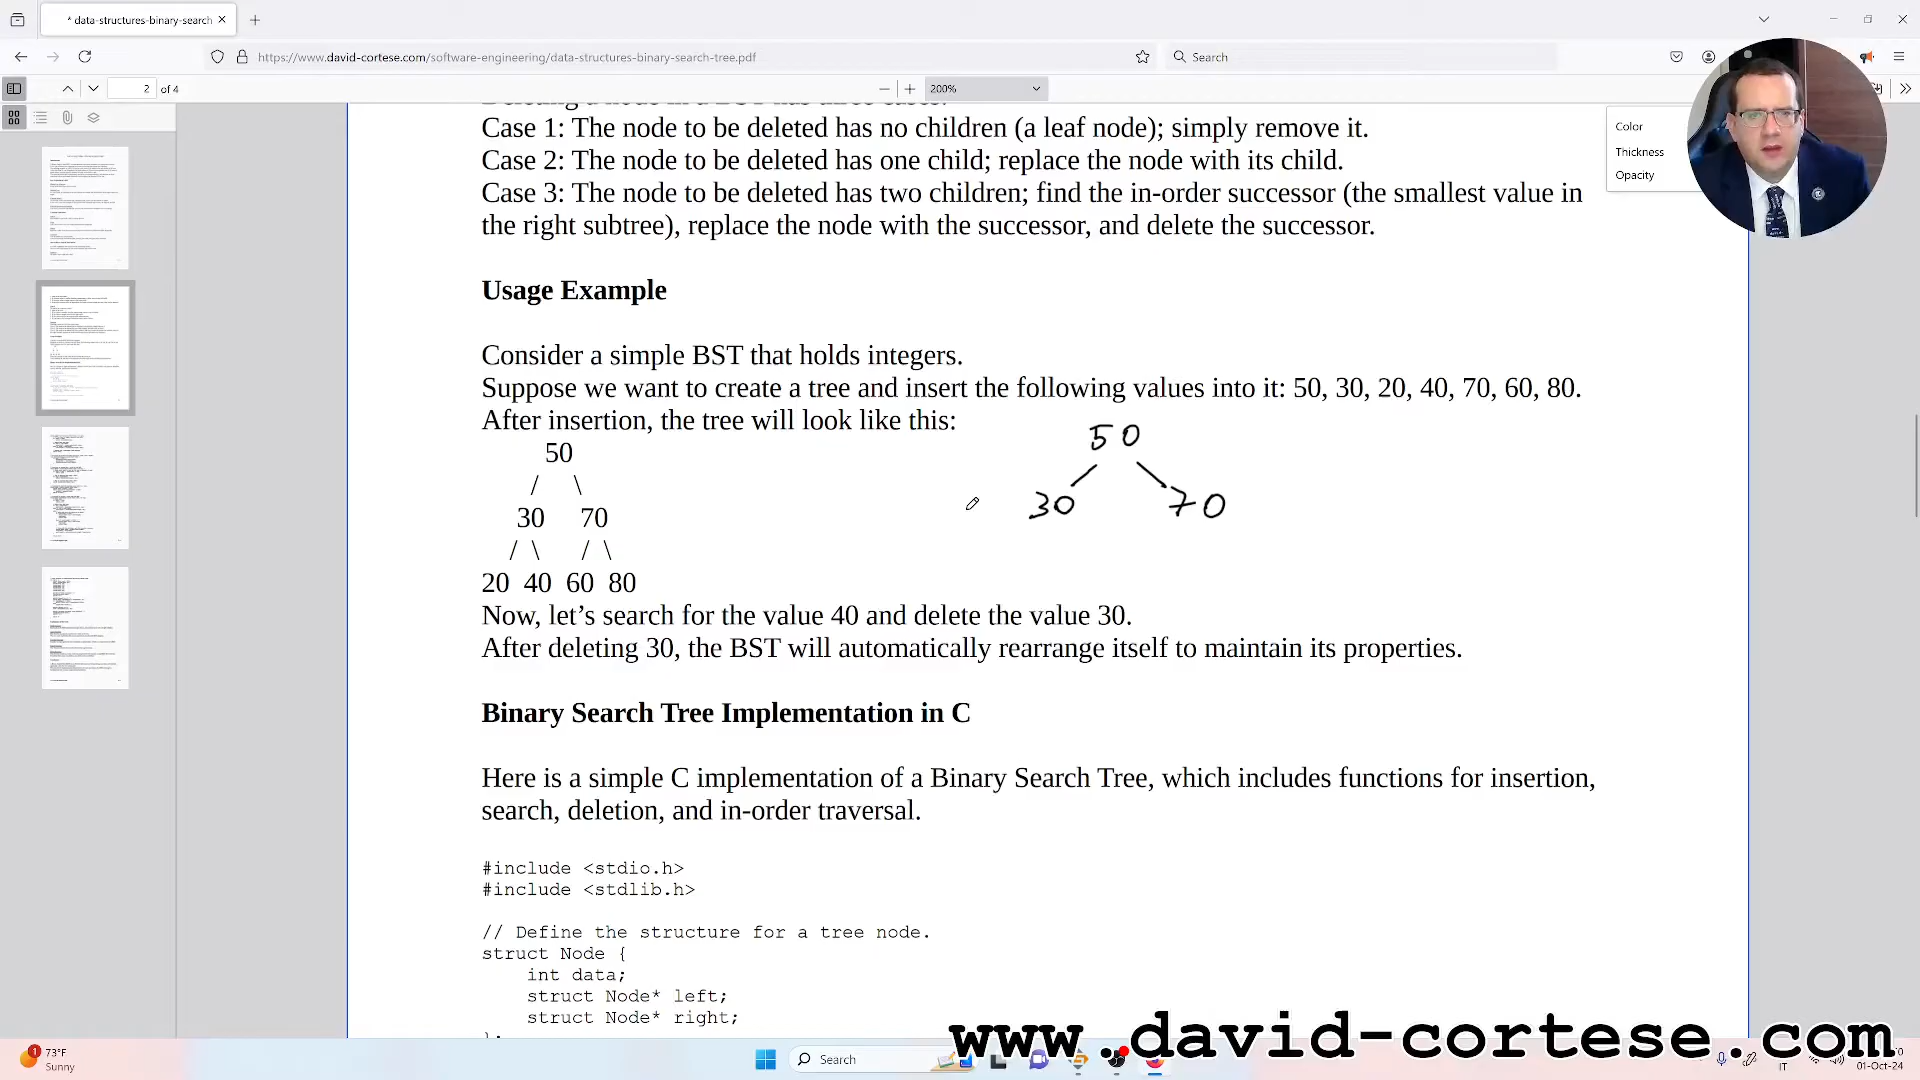 * data-structures-binary-search
https://www.david-cortese.com/software-engineering/data-structures-binary-search-tree.pdf
Search
2 of 4
200%
Color
Thickness
Opacity
Case 1: The node to be deleted has no children (a leaf node); simply remove it.
Case 2: The node to be deleted has one child; replace the node with its child.
Case 3: The node to be deleted has two children; find the in-order successor (the smallest value in
the right subtree), replace the node with the successor, and delete the successor.
Usage Example
Consider a simple BST that holds integers.
Suppose we want to create a tree and insert the following values into it: 50, 30, 20, 40, 70, 60, 80.
After insertion, the tree will look like this:
50
/ \
30 70
/ \ / \
20 40 60 80
50
30 70
Now, let’s search for the value 40 and delete the value 30.
After deleting 30, the BST will automatically rearrange itself to maintain its properties.
Binary Search Tree Implementation in C
Here is a simple C implementation of a Binary Search Tree, which includes functions for insertion,
search, deletion, and in-order traversal.
#include <stdio.h>
#include <stdlib.h>
// Define the structure for a tree node.
struct Node {
int data;
struct Node* left;
struct Node* right;
www.david-cortese.com
1
73°F
Sunny
Search
IT
01-Oct-24